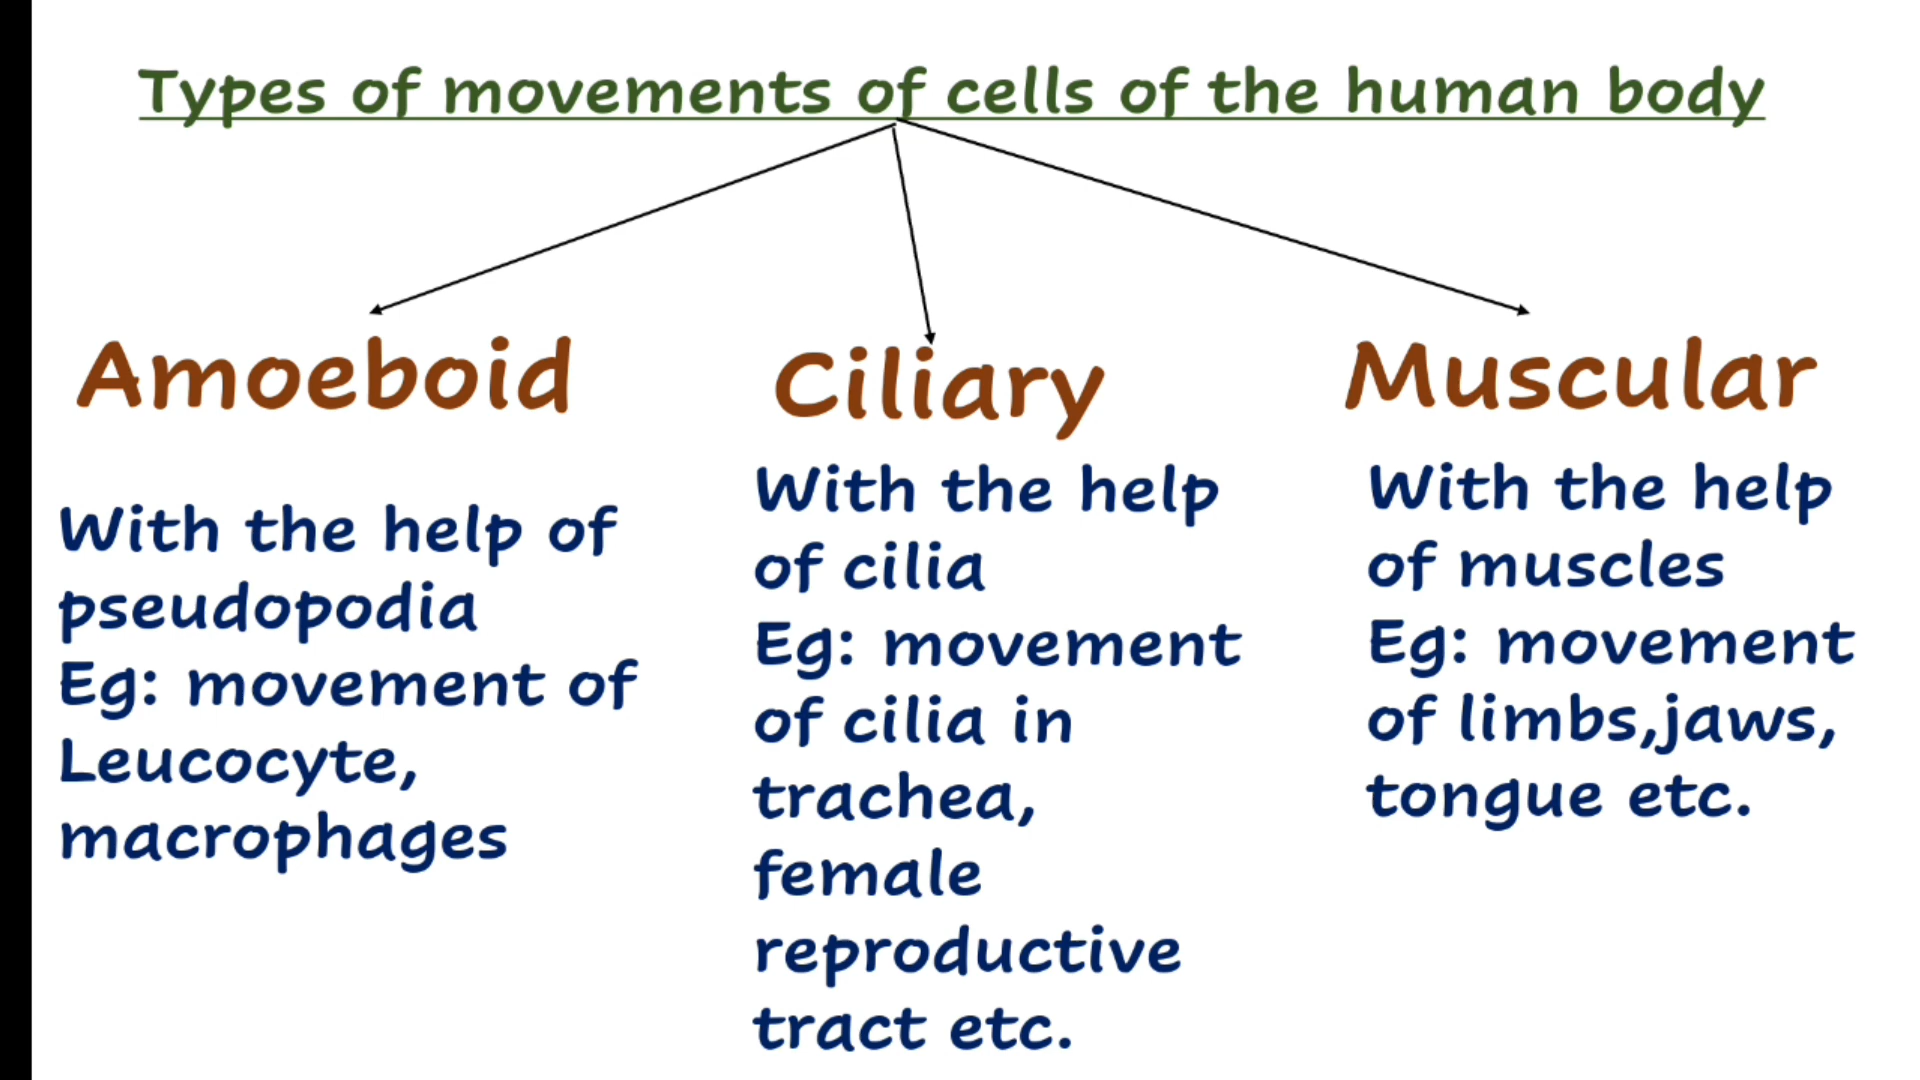 Types of movements of cells of the human body
Amoeboid
With the help of
pseudopodia
Eg: movement of
Leucocyte,
macrophages
Ciliary
With the help
of cilia
Eg: movement
of cilia in
trachea,
female
reproductive
tract etc.
Muscular
With the help
of muscles
Eg: movement
of limbs,jaws,
tongue etc.